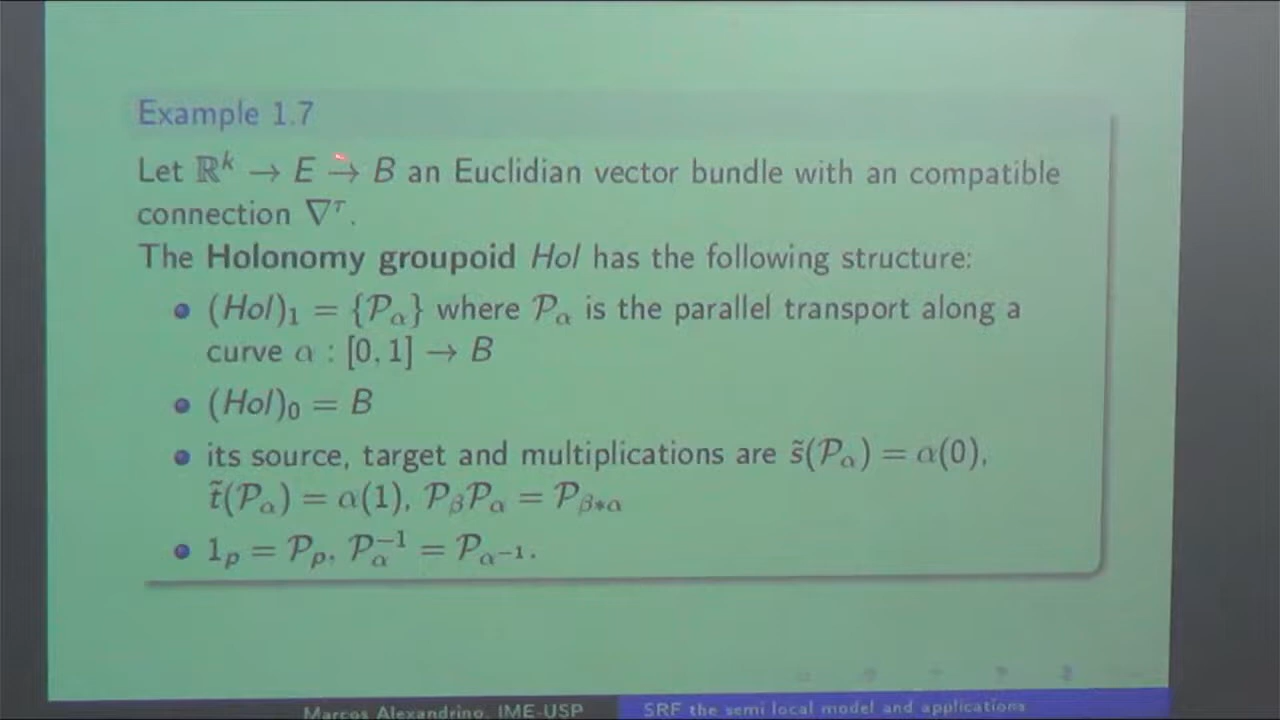 Example 1.7
Let ℝᵏ → E → B an Euclidian vector bundle with an compatible
connection ∇^τ.
The Holonomy groupoid Hol has the following structure:
• (Hol)₁ = {𝒫_α} where 𝒫_α is the parallel transport along a
curve α : [0, 1] → B
• (Hol)₀ = B
• its source, target and multiplications are s̃(𝒫_α) = α(0),
t̃(𝒫_α) = α(1), 𝒫_β𝒫_α = 𝒫_{β∗α}
• 1_p = 𝒫_p, 𝒫_α^{−1} = 𝒫_{α^{−1}}.
Marcos Alexandrino, IME-USP SRF the semi local model and applications